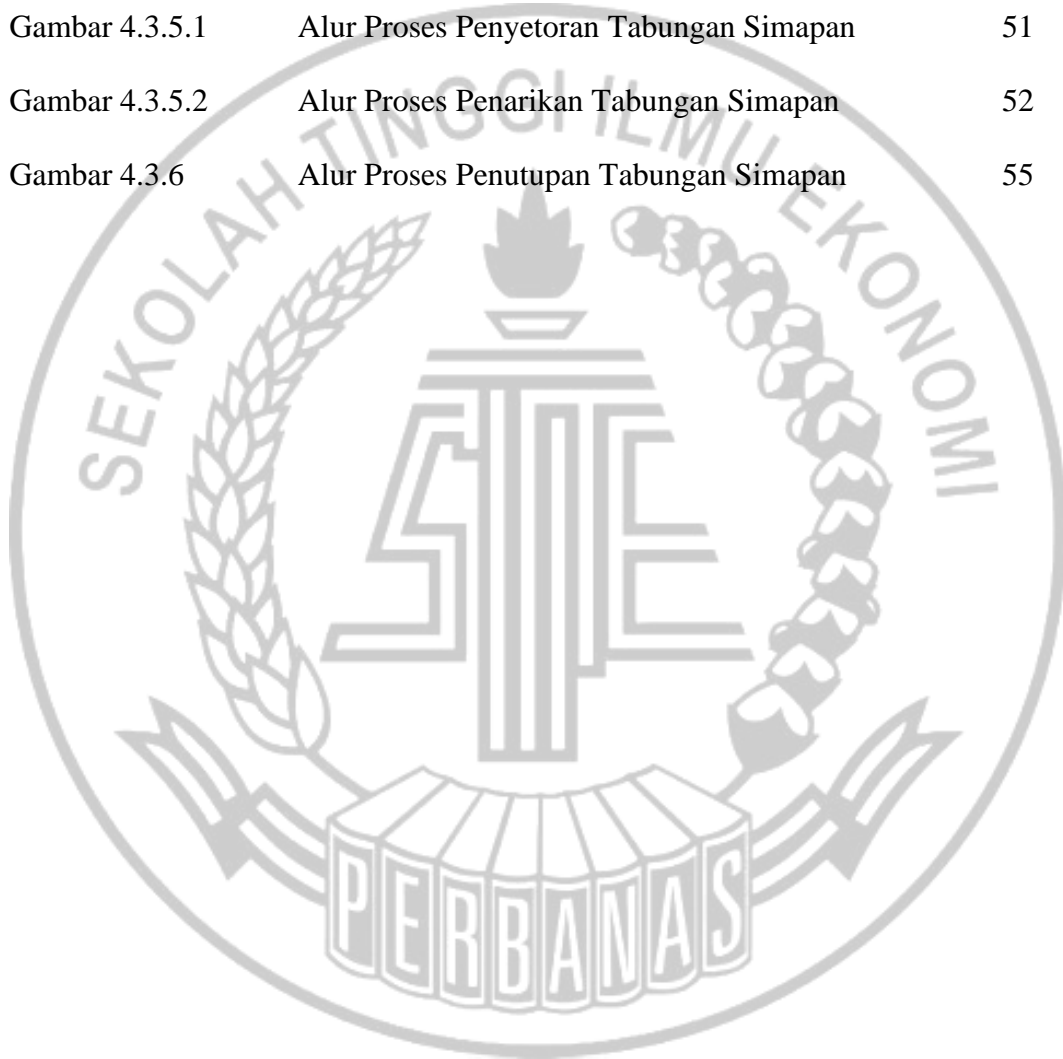 Gambar 4.3.5.1 Alur Proses Penyetoran Tabungan Simapan 51
Gambar 4.3.5.2 Alur Proses Penarikan Tabungan Simapan 52
Gambar 4.3.6 Alur Proses Penutupan Tabungan Simapan 55
SEKOLAH TINGGI ILMU EKONOMI
STIE
PERBANAS